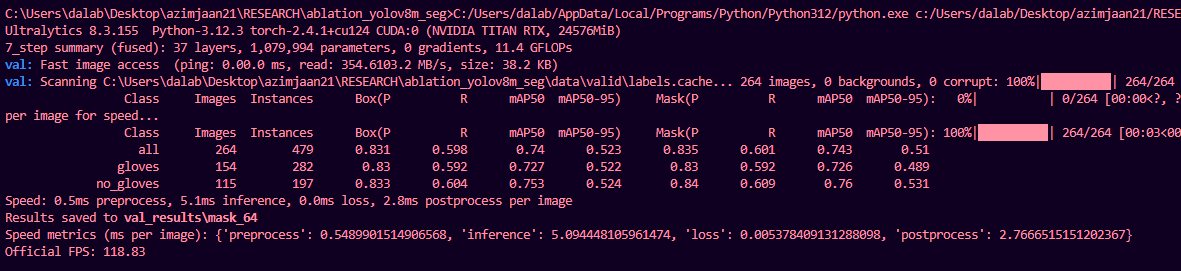 C:\Users\dalab\Desktop\azimjaan21\RESEARCH\ablation_yolov8m_seg>C:/Users/dalab/AppData/Local/Programs/Python/Python312/python.exe c:/Users/dalab/Desktop/azimjaan21/RESE
Ultralytics 8.3.155 Python-3.12.3 torch-2.4.1+cu124 CUDA:0 (NVIDIA TITAN RTX, 24576MiB)
7_step summary (fused): 37 layers, 1,079,994 parameters, 0 gradients, 11.4 GFLOPs
val: Fast image access (ping: 0.00.0 ms, read: 354.6103.2 MB/s, size: 38.2 KB)
val: Scanning C:\Users\dalab\Desktop\azimjaan21\RESEARCH\ablation_yolov8m_seg\data\valid\labels.cache... 264 images, 0 backgrounds, 0 corrupt: 100%|██████████| 264/264
Class Images Instances Box(P R mAP50 mAP50-95) Mask(P R mAP50 mAP50-95): 0%| | 0/264 [00:00<?, ?
per image for speed...
Class Images Instances Box(P R mAP50 mAP50-95) Mask(P R mAP50 mAP50-95): 100%|██████████| 264/264 [00:03<00
all 264 479 0.831 0.598 0.74 0.523 0.835 0.601 0.743 0.51
gloves 154 282 0.83 0.592 0.727 0.522 0.83 0.592 0.726 0.489
no_gloves 115 197 0.833 0.604 0.753 0.524 0.84 0.609 0.76 0.531
Speed: 0.5ms preprocess, 5.1ms inference, 0.0ms loss, 2.8ms postprocess per image
Results saved to val_results\mask_64
Speed metrics (ms per image): {'preprocess': 0.5489901514906568, 'inference': 5.094448105961474, 'loss': 0.005378409131288098, 'postprocess': 2.7666515151202367}
Official FPS: 118.83